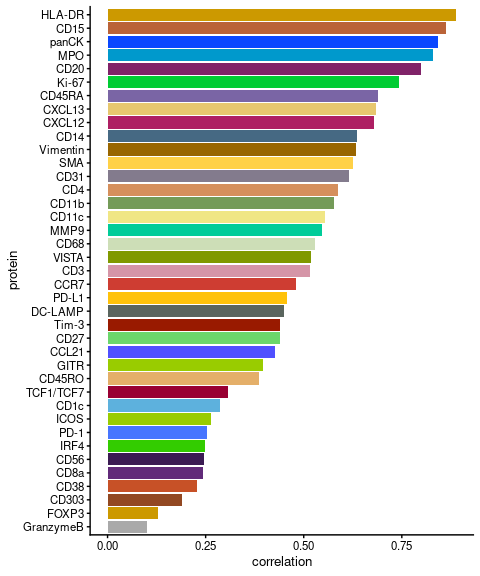 HLA-DR
CD15
panCK
MPO
CD20
Ki-67
CD45RA
CXCL13
CXCL12
CD14
Vimentin
SMA
CD31
CD4
CD11b
CD11c
MMP9
CD68
VISTA
CD3
CCR7
PD-L1
DC-LAMP
Tim-3
CD27
CCL21
GITR
CD45RO
TCF1/TCF7
CD1c
ICOS
PD-1
IRF4
CD56
CD8a
CD38
CD303
FOXP3
GranzymeB
protein
0.00 0.25 0.50 0.75
correlation